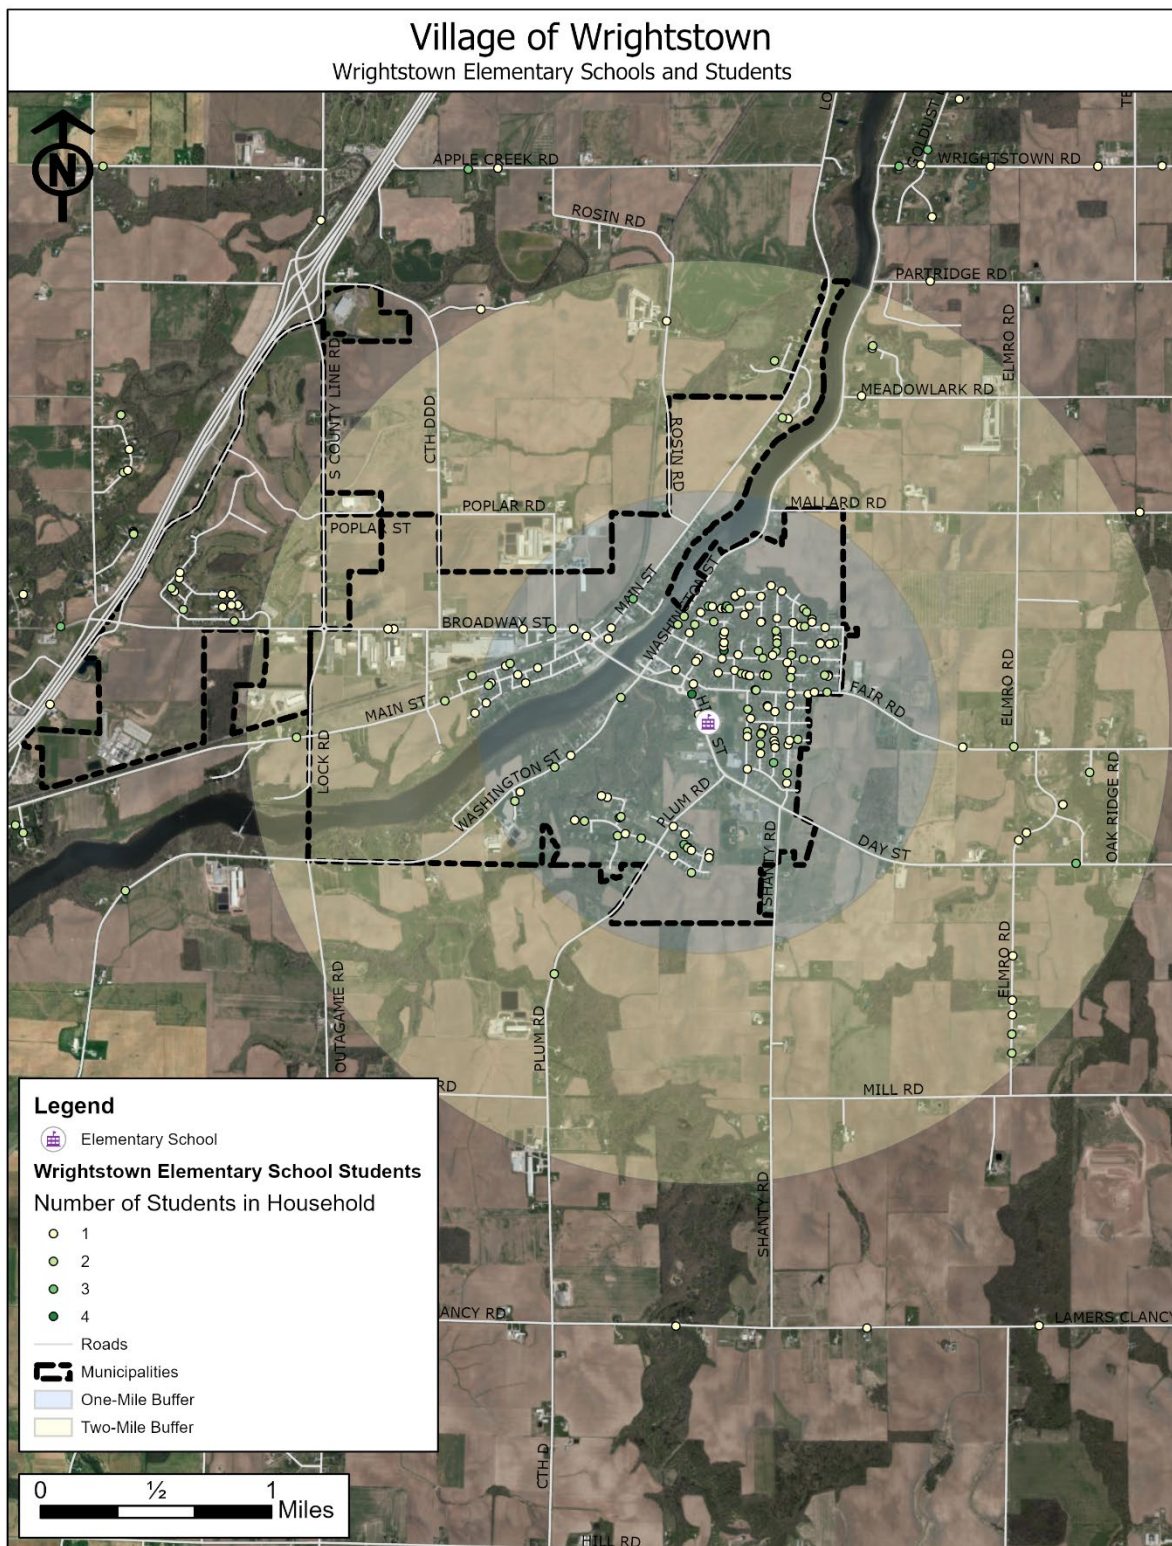 Village of Wrightstown
Wrightstown Elementary Schools and Students
N
APPLE CREEK RD
WRIGHTSTOWN RD
ROSIN RD
PARTRIDGE RD
ELMRO RD
S COUNTY LINE RD
CTH DDD
MEADOWLARK RD
ROSIN RD
POPLAR RD
MALLARD RD
POPLAR ST
MAIN ST
WASHINGTON ST
BROADWAY ST
ELMRO RD
FAIR RD
MAIN ST
ST
LOCK RD
WASHINGTON ST
PLUM RD
OAK RIDGE RD
DAY ST
SHANTY RD
ELMRO RD
OUTAGAMIE RD
PLUM RD
RD
MILL RD
SHANTY RD
ANCY RD
LAMERS CLANCY
CTH D
HILL RD
Legend
Elementary School
Wrightstown Elementary School Students
Number of Students in Household
1
2
3
4
Roads
Municipalities
One-Mile Buffer
Two-Mile Buffer
0 ½ 1
Miles